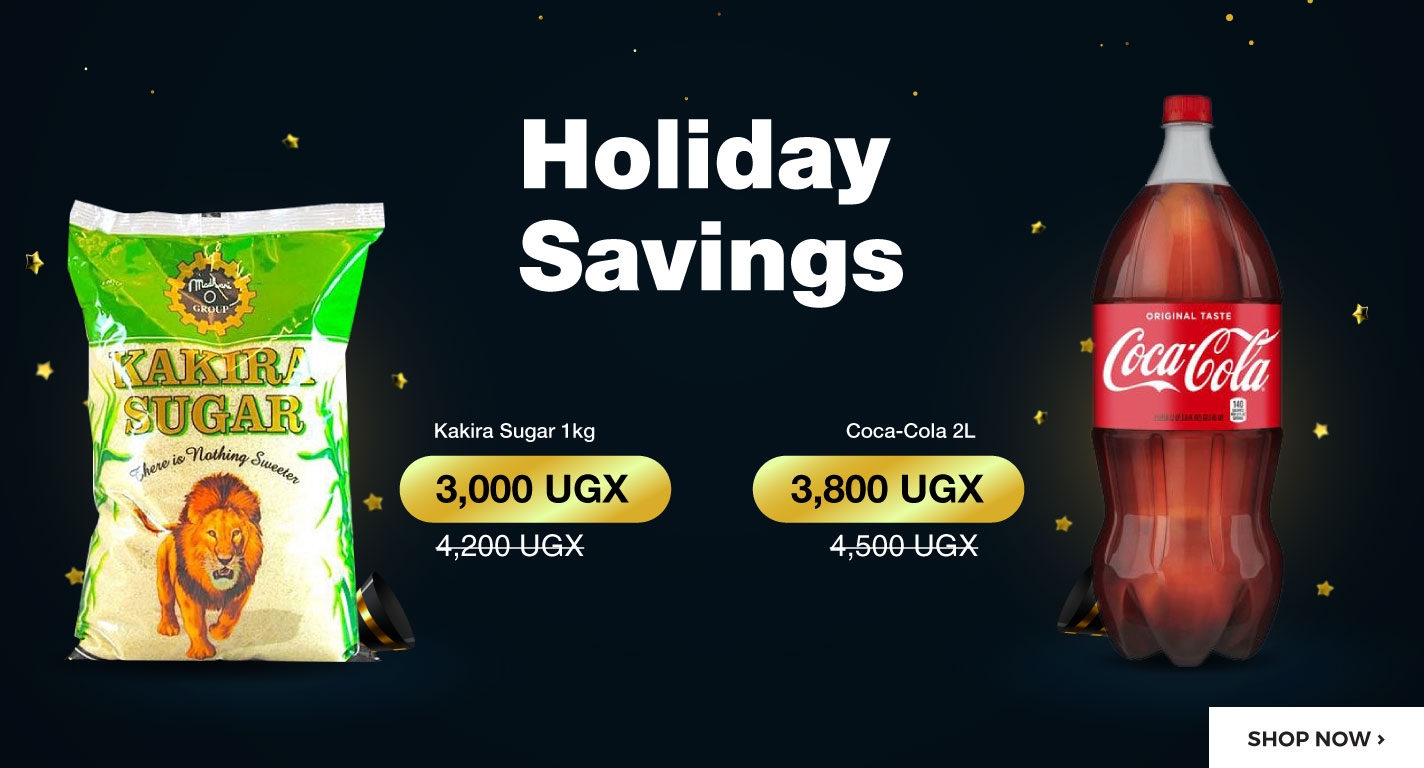 Holiday
Savings
Madhvani
GROUP
KAKIRA
SUGAR
There is Nothing Sweeter
Kakira Sugar 1kg
3,000 UGX
4,200 UGX
Coca-Cola 2L
3,800 UGX
4,500 UGX
ORIGINAL TASTE
Coca-Cola
140
SHOP NOW ›